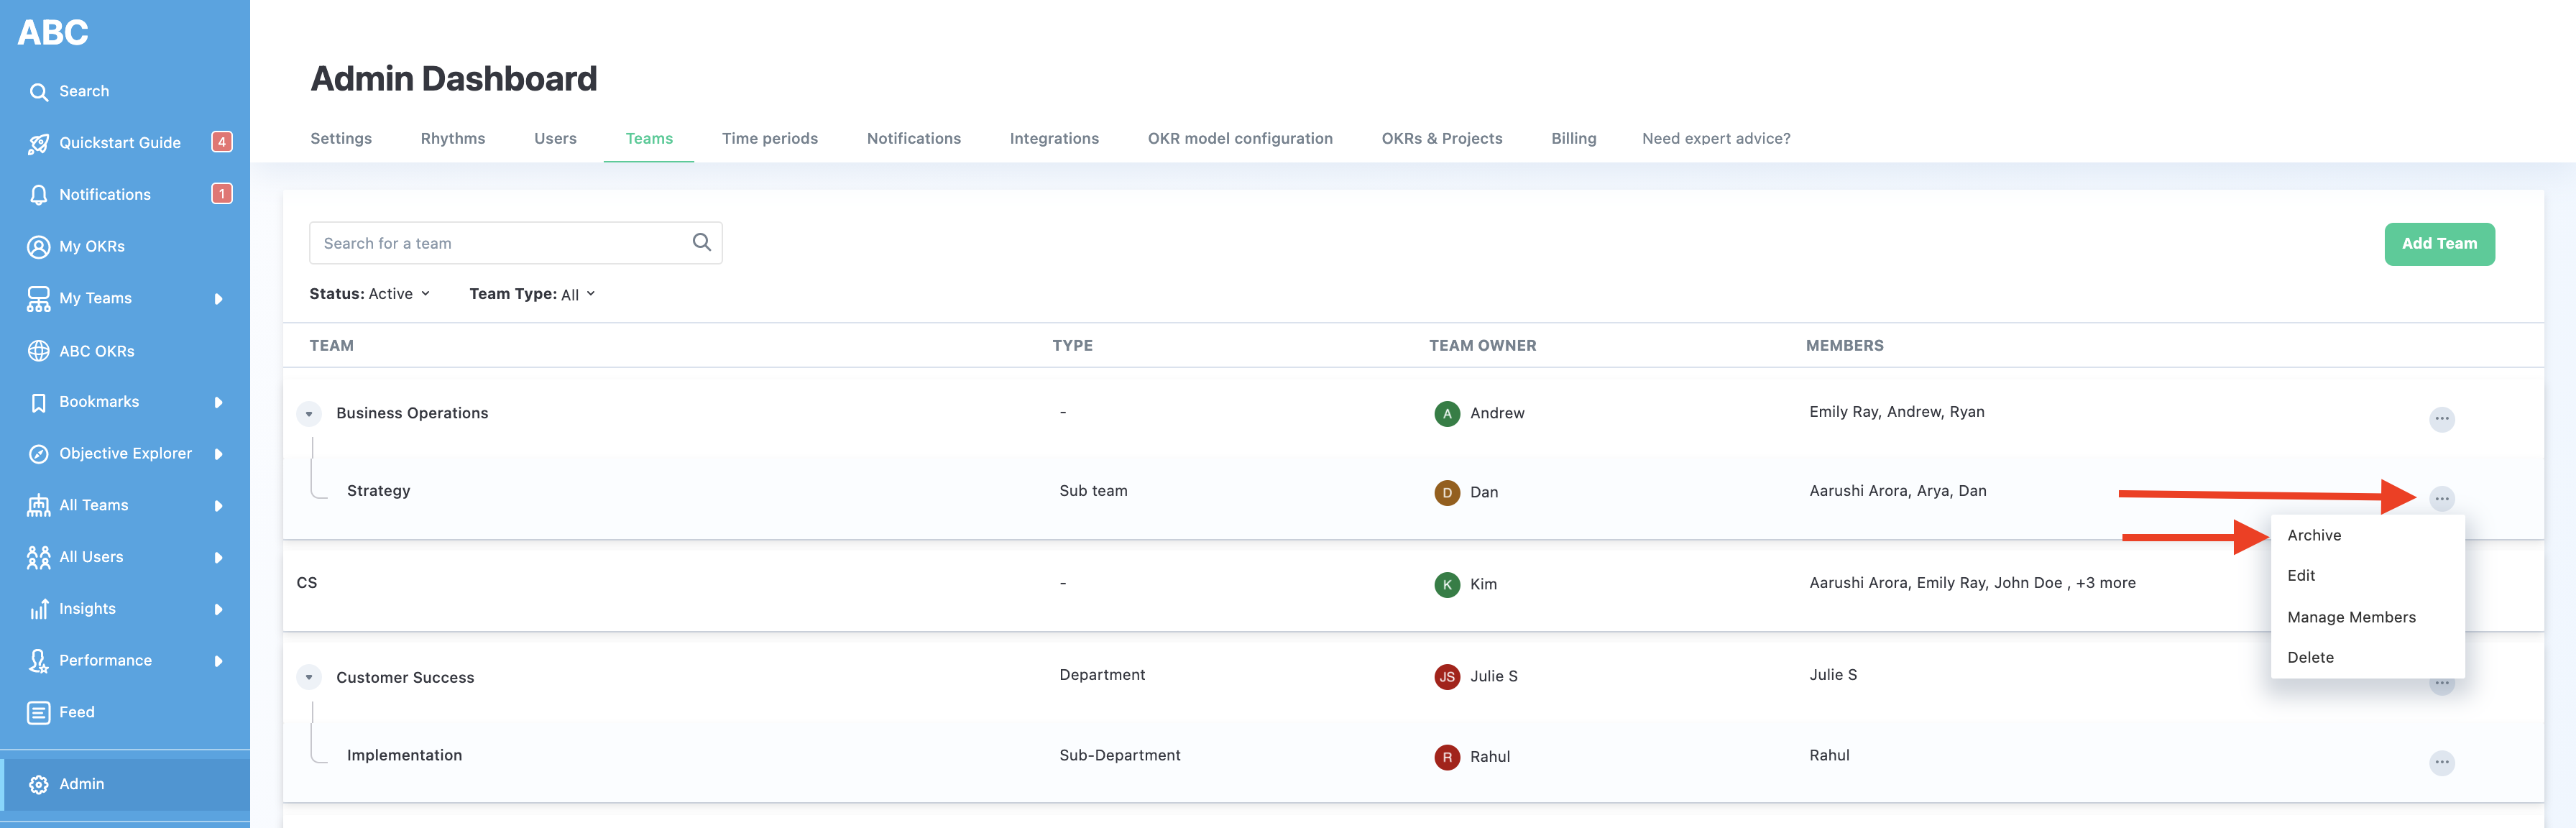 ABC
Search
Quickstart Guide 4
Notifications 1
My OKRs
My Teams
ABC OKRs
Bookmarks
Objective Explorer
All Teams
All Users
Insights
Performance
Feed
Admin
Admin Dashboard
Settings Rhythms Users Teams Time periods Notifications Integrations OKR model configuration OKRs & Projects Billing Need expert advice?
Search for a team
Add Team
Status: Active Team Type: All
TEAM TYPE TEAM OWNER MEMBERS
Business Operations - A Andrew Emily Ray, Andrew, Ryan
Strategy Sub team D Dan Aarushi Arora, Arya, Dan
CS - K Kim Aarushi Arora, Emily Ray, John Doe , +3 more
Customer Success Department JS Julie S Julie S
Implementation Sub-Department R Rahul Rahul
Archive
Edit
Manage Members
Delete